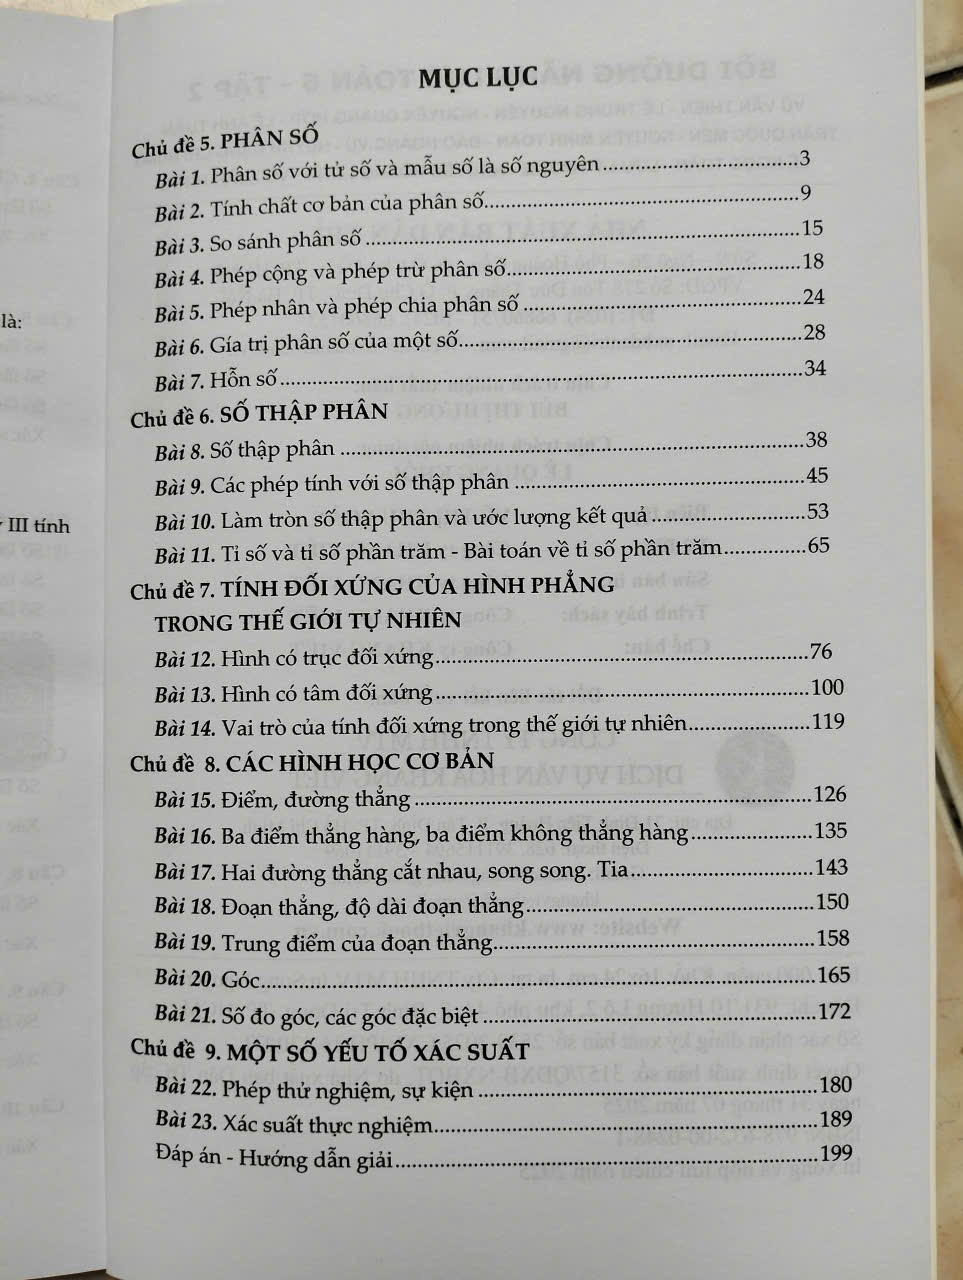 MỤC LỤC
Chủ đề 5. PHÂN SỐ
Bài 1. Phân số với tử số và mẫu số là số nguyên.....3
Bài 2. Tính chất cơ bản của phân số.....9
Bài 3. So sánh phân số.....15
Bài 4. Phép cộng và phép trừ phân số.....18
Bài 5. Phép nhân và phép chia phân số.....24
Bài 6. Gía trị phân số của một số.....28
Bài 7. Hỗn số.....34
Chủ đề 6. SỐ THẬP PHÂN
Bài 8. Số thập phân.....38
Bài 9. Các phép tính với số thập phân.....45
Bài 10. Làm tròn số thập phân và ước lượng kết quả.....53
Bài 11. Tỉ số và tỉ số phần trăm - Bài toán về tỉ số phần trăm.....65
Chủ đề 7. TÍNH ĐỐI XỨNG CỦA HÌNH PHẲNG
TRONG THẾ GIỚI TỰ NHIÊN
Bài 12. Hình có trục đối xứng.....76
Bài 13. Hình có tâm đối xứng.....100
Bài 14. Vai trò của tính đối xứng trong thế giới tự nhiên.....119
Chủ đề 8. CÁC HÌNH HỌC CƠ BẢN
Bài 15. Điểm, đường thẳng.....126
Bài 16. Ba điểm thẳng hàng, ba điểm không thẳng hàng.....135
Bài 17. Hai đường thẳng cắt nhau, song song. Tia.....143
Bài 18. Đoạn thẳng, độ dài đoạn thẳng.....150
Bài 19. Trung điểm của đoạn thẳng.....158
Bài 20. Góc.....165
Bài 21. Số đo góc, các góc đặc biệt.....172
Chủ đề 9. MỘT SỐ YẾU TỐ XÁC SUẤT
Bài 22. Phép thử nghiệm, sự kiện.....180
Bài 23. Xác suất thực nghiệm.....189
Đáp án - Hướng dẫn giải.....199
là:
III tính